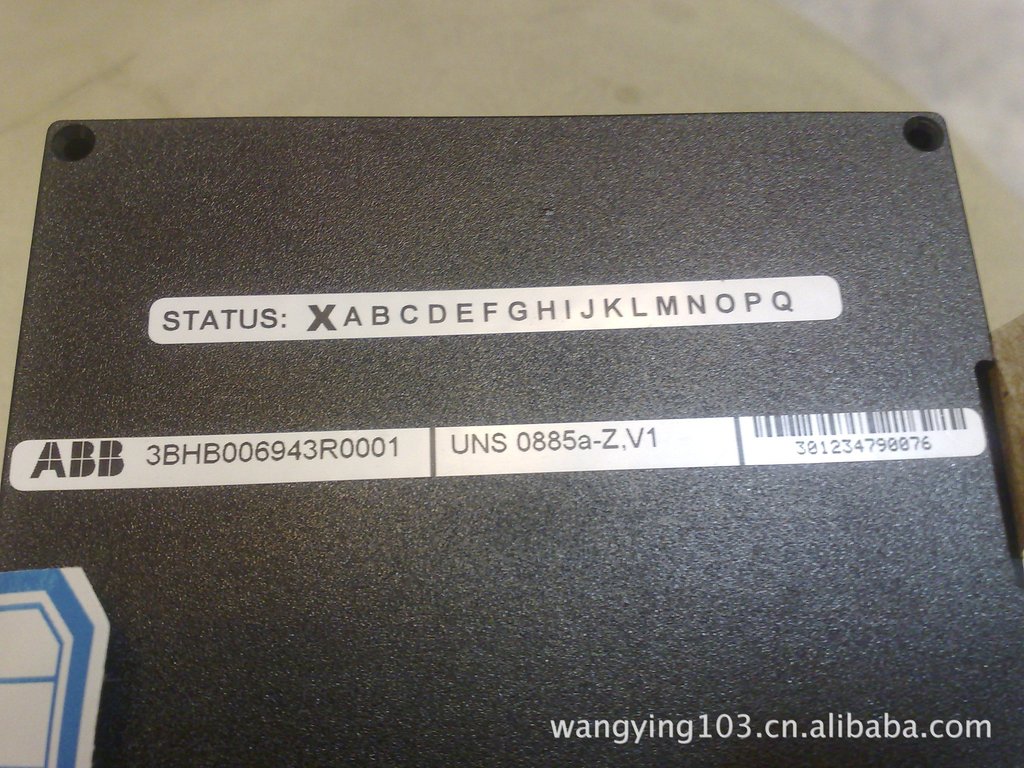 STATUS: X A B C D E F G H I J K L M N O P Q
ABB 3BHB006943R0001 UNS 0885a-Z,V1 301234790076
wangying103.cn.alibaba.com